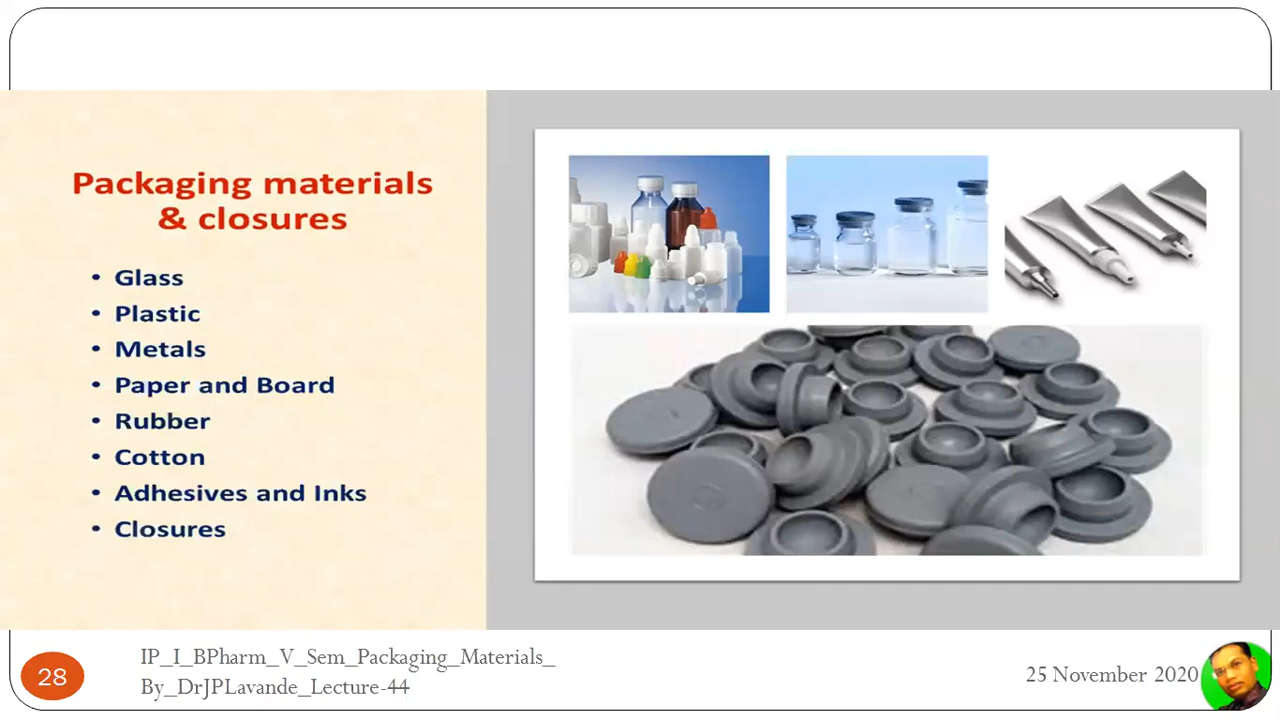 Packaging materials
& closures
• Glass
• Plastic
• Metals
• Paper and Board
• Rubber
• Cotton
• Adhesives and Inks
• Closures
28
IP_I_BPharm_V_Sem_Packaging_Materials_
By_DrJPLavande_Lecture-44
25 November 2020